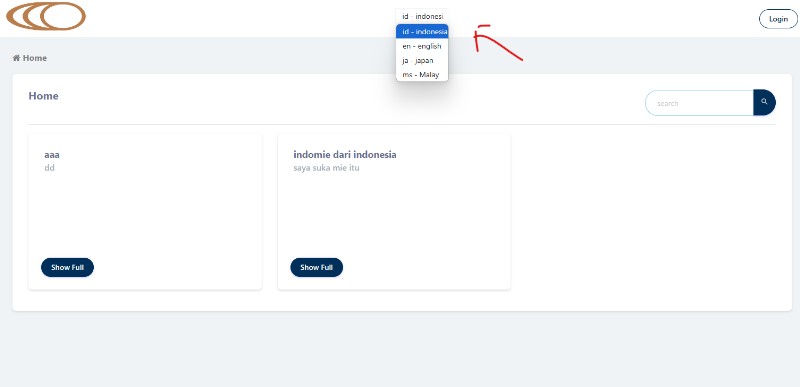 id - indonesi
Login
id - indonesia
en - english
ja - japan
ms - Malay
Home
Home
search
aaa
dd
Show Full
indomie dari indonesia
saya suka mie itu
Show Full